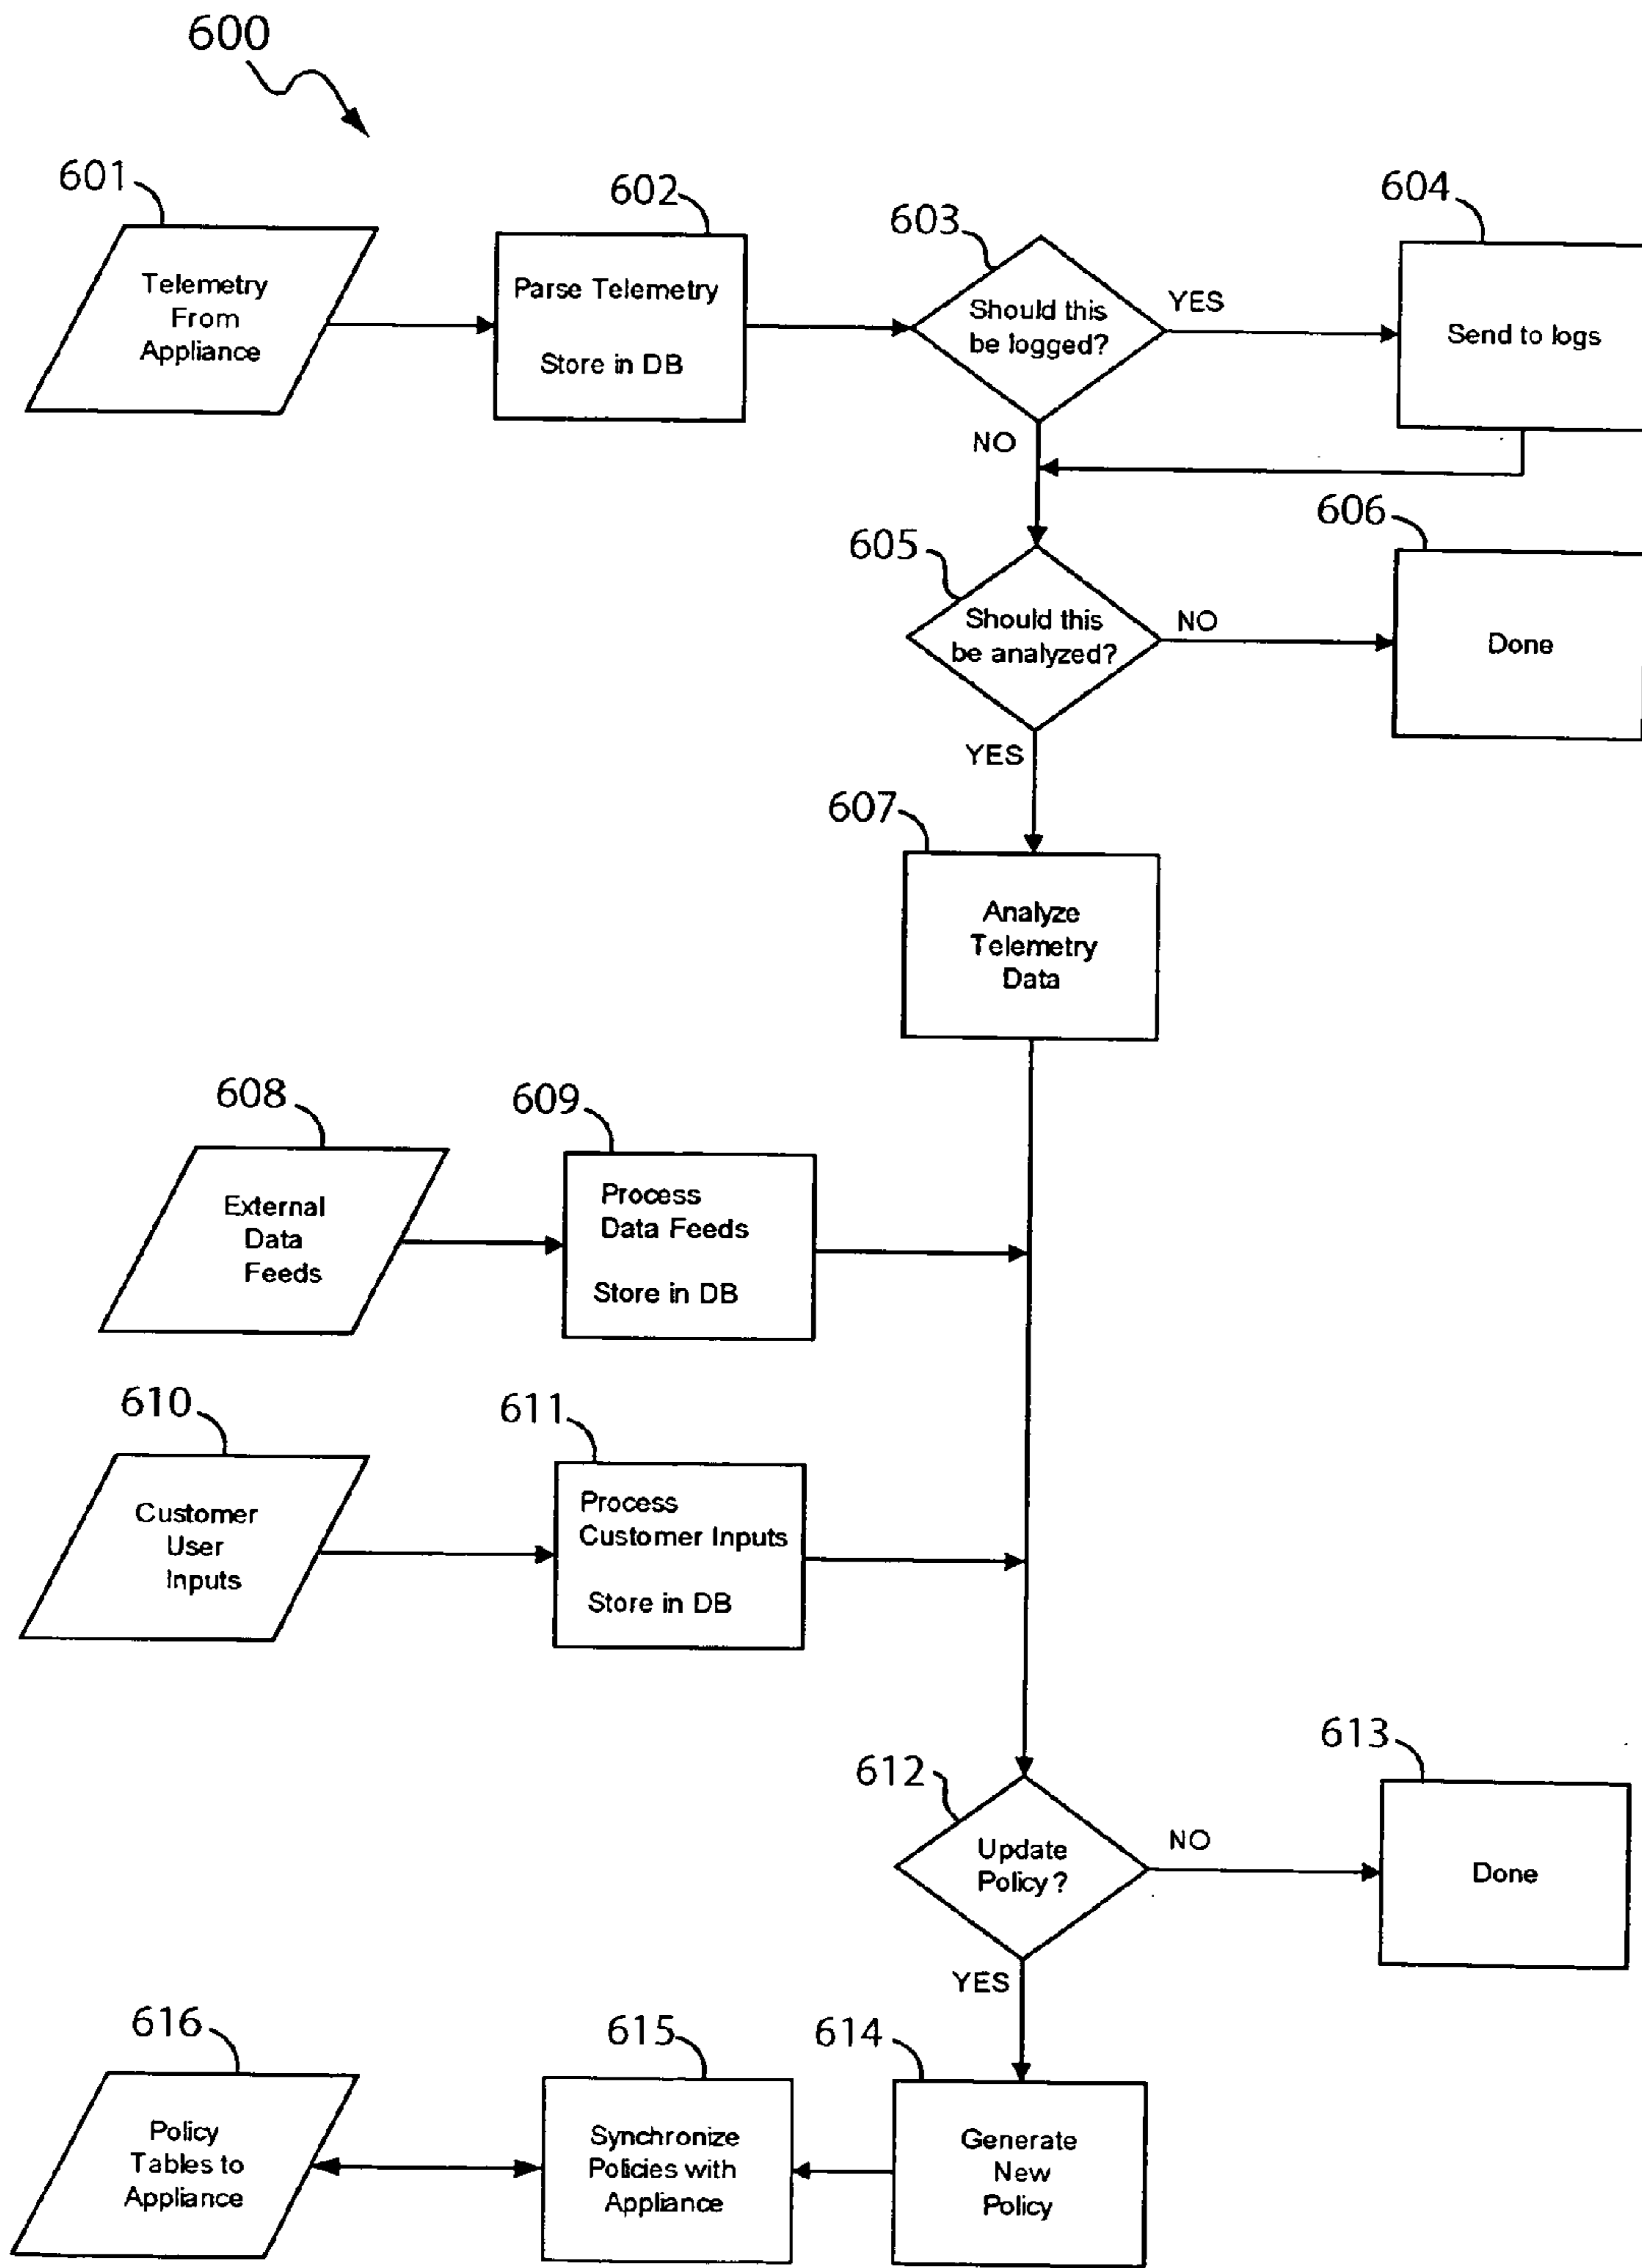 600
601
602
603
604
Telemetry
From
Appliance
Parse Telemetry
Store in DB
Should this
be logged?
YES
Send to logs
NO
605
606
Should this
be analyzed?
NO
Done
YES
607
Analyze
Telemetry
Data
608
609
External
Data
Feeds
Process
Data Feeds
Store in DB
610
611
Customer
User
Inputs
Process
Customer Inputs
Store in DB
612
613
Update
Policy?
NO
Done
YES
616
615
614
Policy
Tables to
Appliance
Synchronize
Policies with
Appliance
Generate
New
Policy